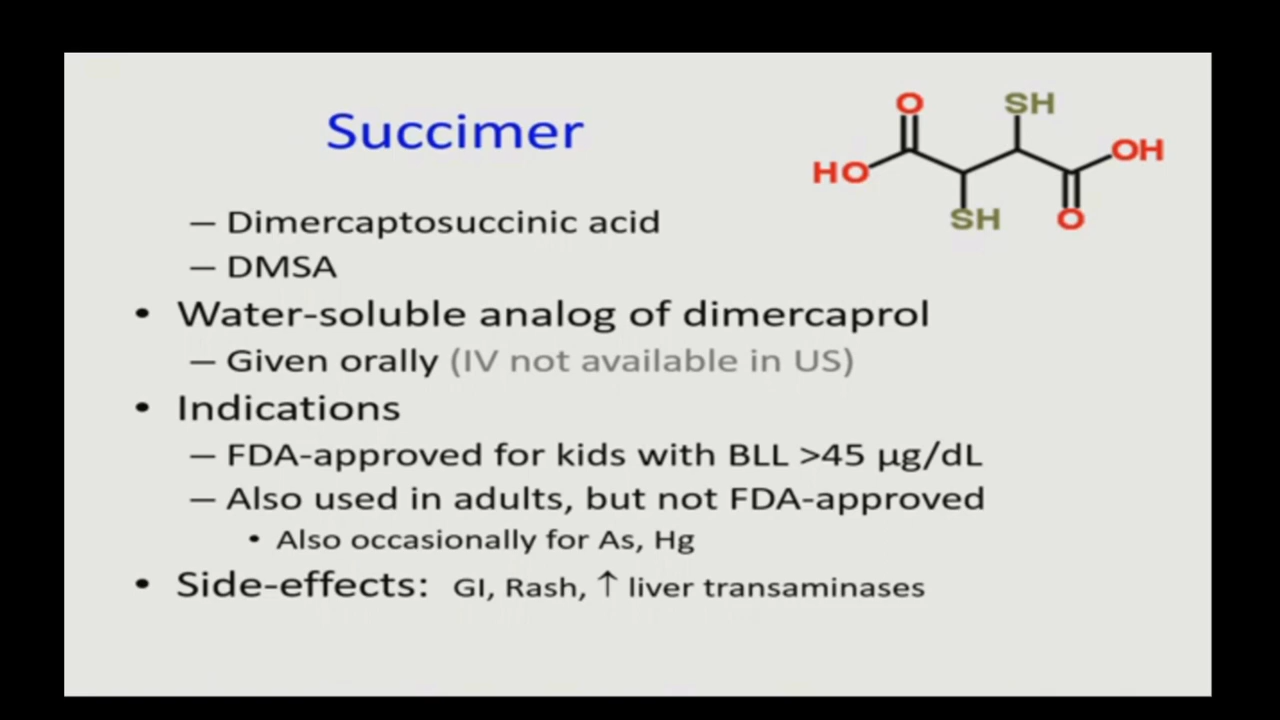 Succimer
O
SH
HO
OH
SH
O
– Dimercaptosuccinic acid
– DMSA
• Water-soluble analog of dimercaprol
– Given orally (IV not available in US)
• Indications
– FDA-approved for kids with BLL >45 µg/dL
– Also used in adults, but not FDA-approved
• Also occasionally for As, Hg
• Side-effects: GI, Rash, ↑ liver transaminases